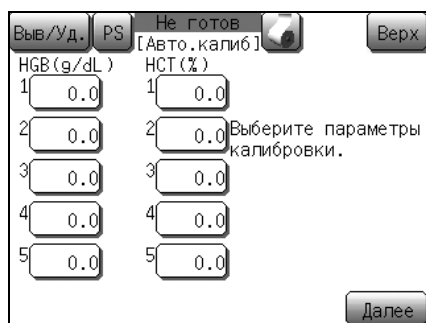 Выв/Уд. PS Не готов Верх
[Авто.калиб]
HGB(g/dL) HCT(%)
1 0.0 1 0.0
2 0.0 2 0.0 Выберите параметры
калибровки.
3 0.0 3 0.0
4 0.0 4 0.0
5 0.0 5 0.0
Далее